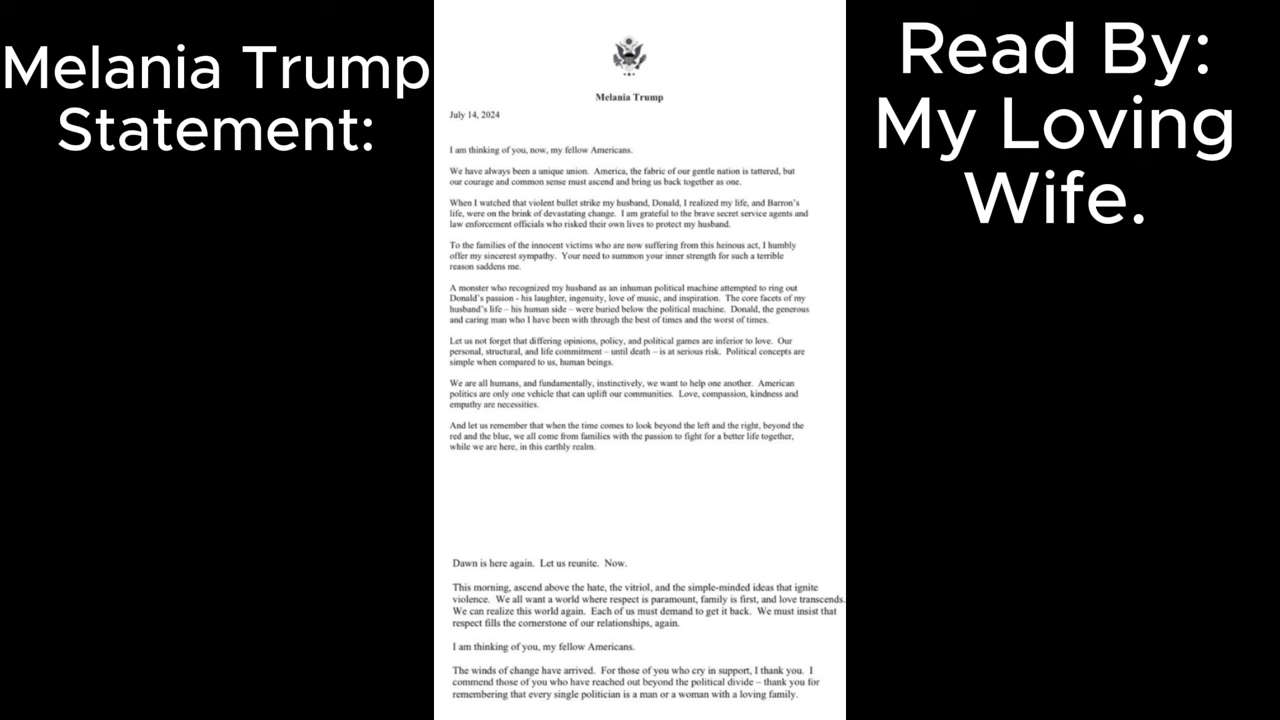 Melania Trump
Statement:
Melania Trump
July 14, 2024
I am thinking of you, now, my fellow Americans.
We have always been a unique union. America, the fabric of our gentle nation is tattered, but
our courage and common sense must ascend and bring us back together as one.
When I watched that violent bullet strike my husband, Donald, I realized my life, and Barron's
life, were on the brink of devastating change. I am grateful to the brave secret service agents and
law enforcement officials who risked their own lives to protect my husband.
To the families of the innocent victims who are now suffering from this heinous act, I humbly
offer my sincerest sympathy. Your need to summon your inner strength for such a terrible
reason saddens me.
A monster who recognized my husband as an inhuman political machine attempted to ring out
Donald's passion - his laughter, ingenuity, love of music, and inspiration. The core facets of my
husband's life – his human side – were buried below the political machine. Donald, the generous
and caring man who I have been with through the best of times and the worst of times.
Let us not forget that differing opinions, policy, and political games are inferior to love. Our
personal, structural, and life commitment – until death – is at serious risk. Political concepts are
simple when compared to us, human beings.
We are all humans, and fundamentally, instinctively, we want to help one another. American
politics are only one vehicle that can uplift our communities. Love, compassion, kindness and
empathy are necessities.
And let us remember that when the time comes to look beyond the left and the right, beyond the
red and the blue, we all come from families with the passion to fight for a better life together,
while we are here, in this earthly realm.
Dawn is here again. Let us reunite. Now.
This morning, ascend above the hate, the vitriol, and the simple-minded ideas that ignite
violence. We all want a world where respect is paramount, family is first, and love transcends.
We can realize this world again. Each of us must demand to get it back. We must insist that
respect fills the cornerstone of our relationships, again.
I am thinking of you, my fellow Americans.
The winds of change have arrived. For those of you who cry in support, I thank you. I
commend those of you who have reached out beyond the political divide – thank you for
remembering that every single politician is a man or a woman with a loving family.
Read By:
My Loving
Wife.